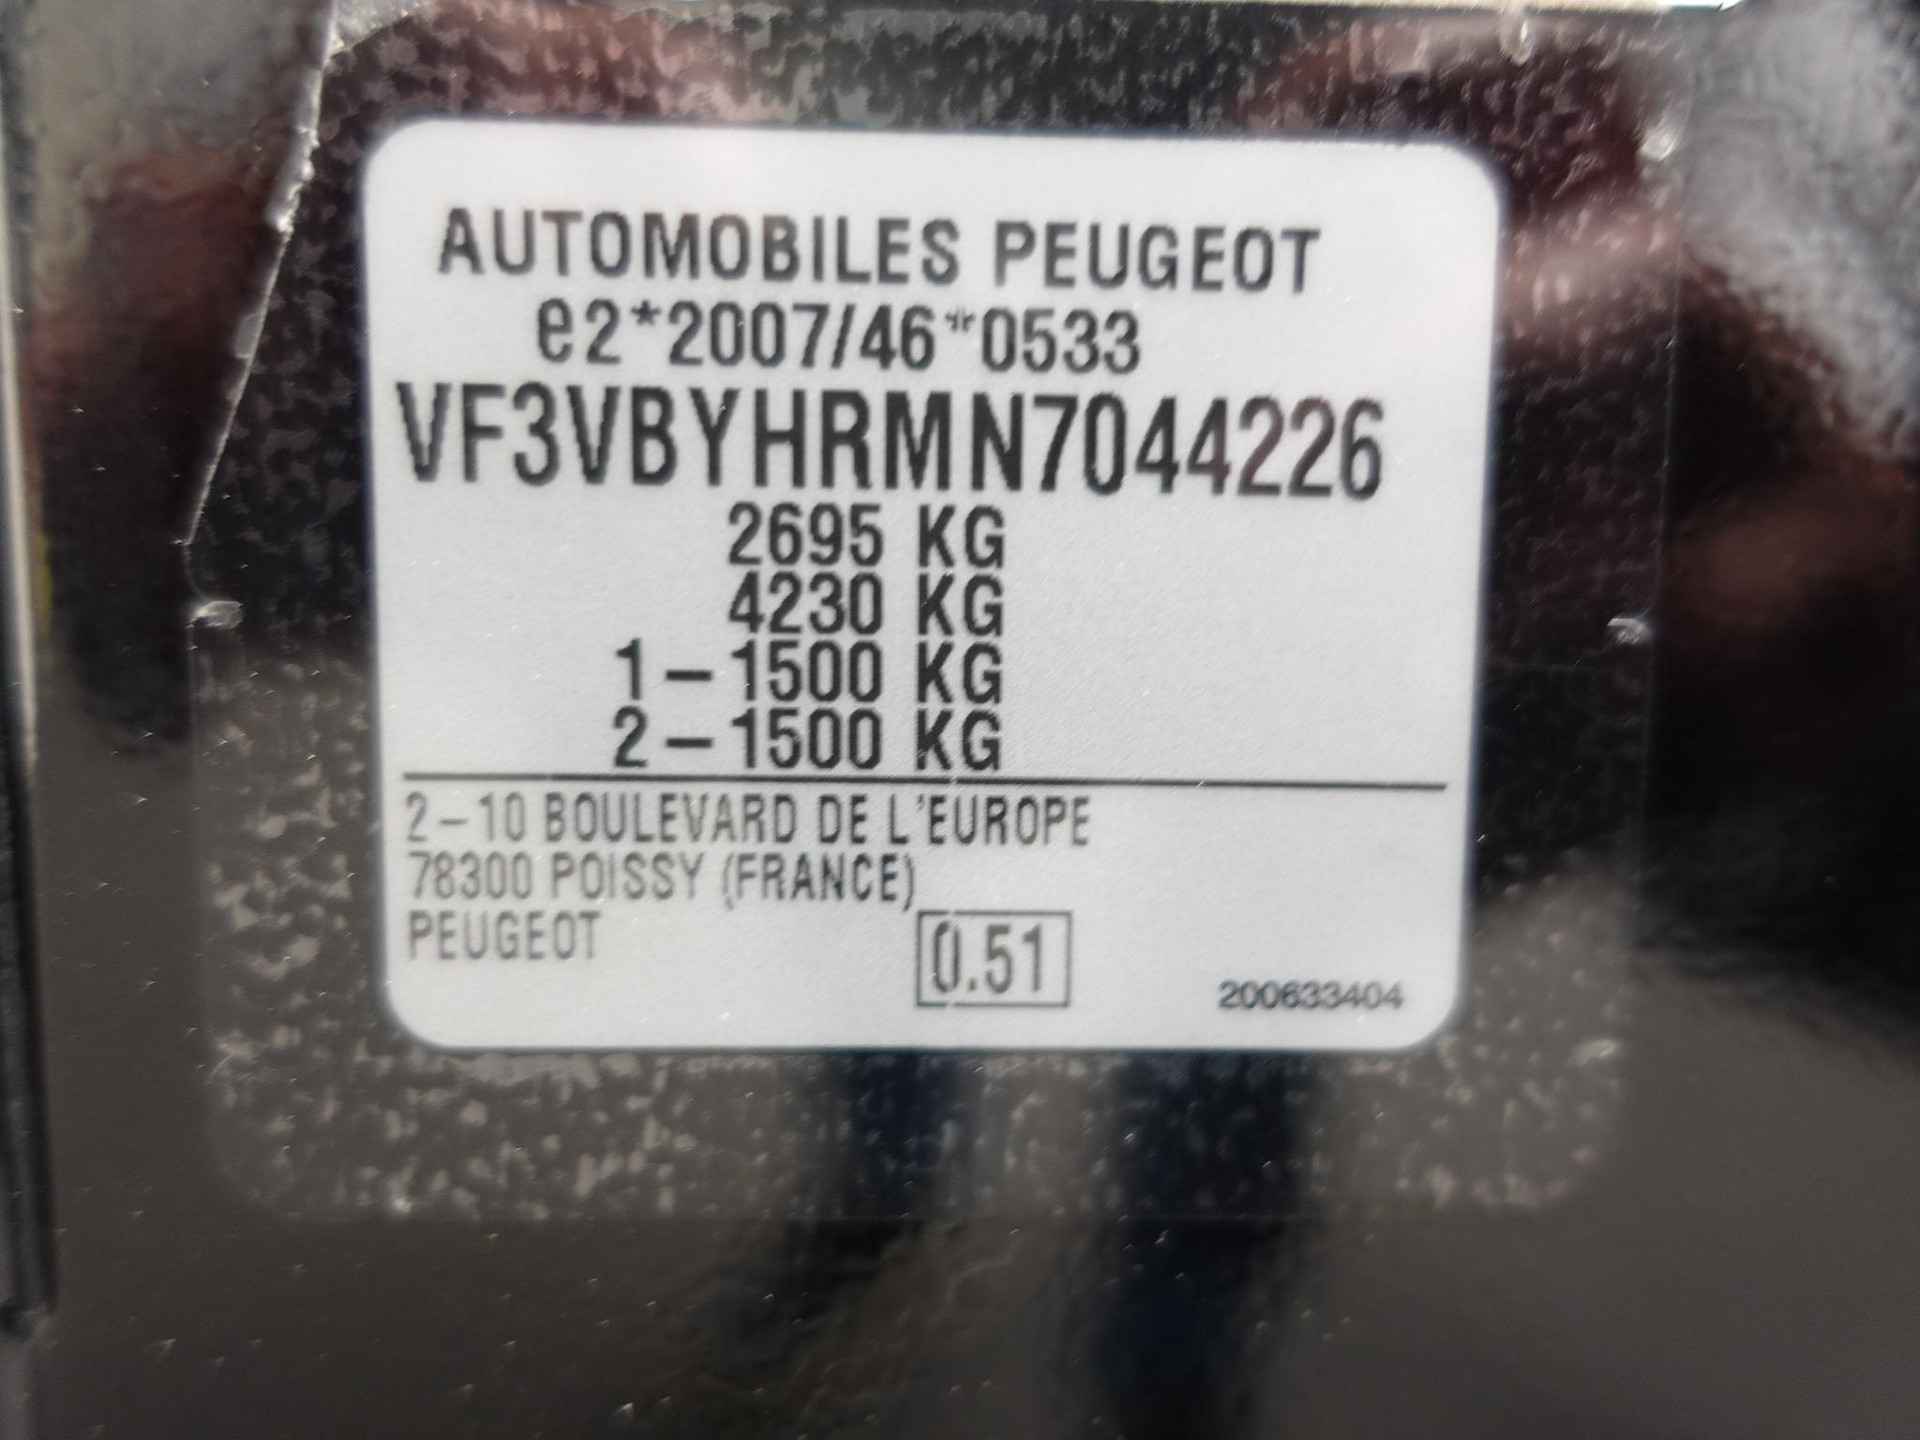 AUTOMOBILES PEUGEOT
e2*2007/46*0533
VF3VBYHRMN7044226
2695 KG
4230 KG
1-1500 KG
2-1500 KG
2-10 BOULEVARD DE L'EUROPE
78300 POISSY (FRANCE)
PEUGEOT
0.51
200633404